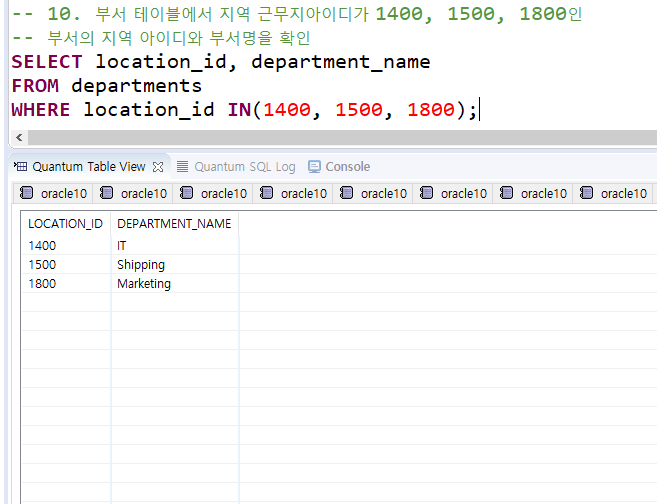 -- 10. 부서 테이블에서 지역 근무지아이디가 1400, 1500, 1800인
-- 부서의 지역 아이디와 부서명을 확인
SELECT location_id, department_name
FROM departments
WHERE location_id IN(1400, 1500, 1800);
Quantum Table View Quantum SQL Log Console
oracle10 oracle10 oracle10 oracle10 oracle10 oracle10 oracle10 oracle10
LOCATION_ID DEPARTMENT_NAME
1400 IT
1500 Shipping
1800 Marketing